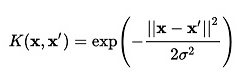 K(𝐱, 𝐱′) = exp(−||𝐱 − 𝐱′||² / 2σ²)